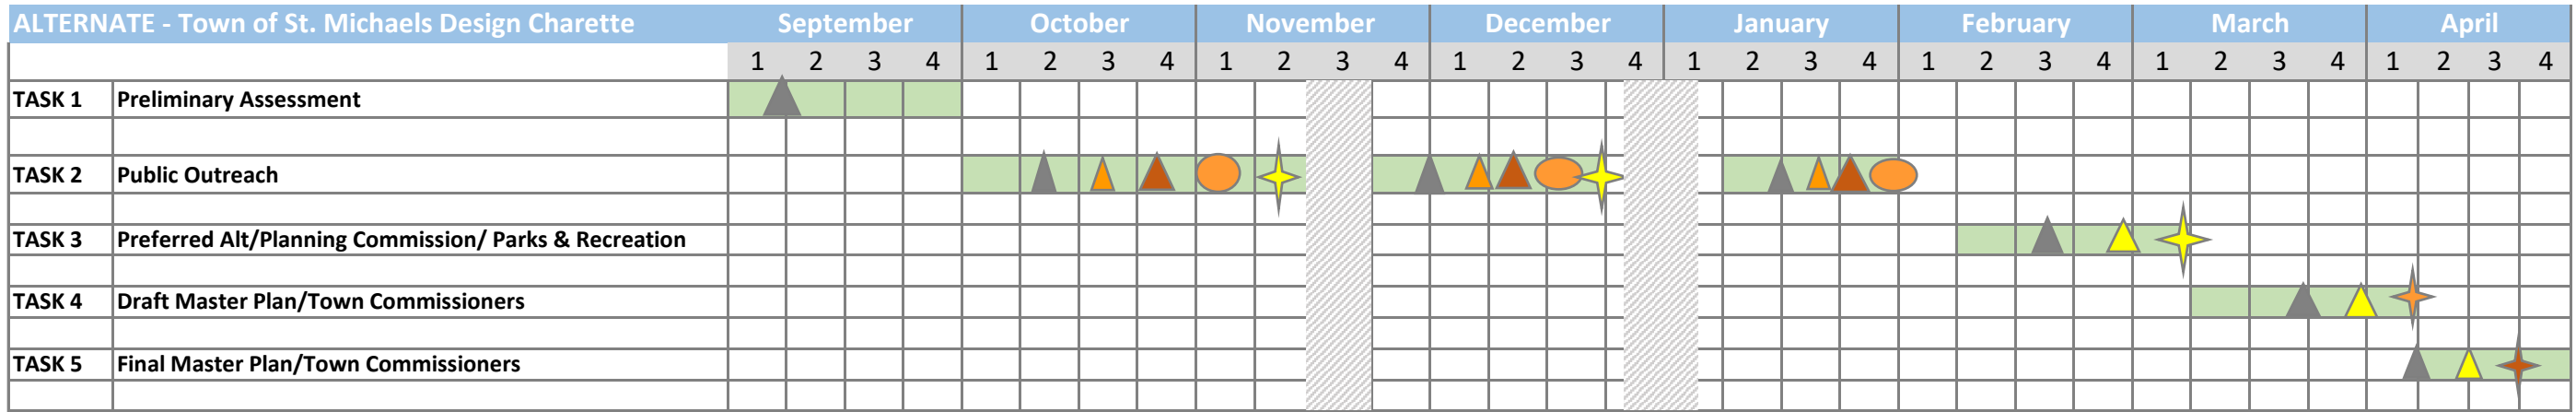 ALTERNATE - Town of St. Michaels Design Charette September October November December January February March April
1 2 3 4 1 2 3 4 1 2 3 4 1 2 3 4 1 2 3 4 1 2 3 4 1 2 3 4 1 2 3 4
TASK 1 Preliminary Assessment
TASK 2 Public Outreach
TASK 3 Preferred Alt/Planning Commission/ Parks & Recreation
TASK 4 Draft Master Plan/Town Commissioners
TASK 5 Final Master Plan/Town Commissioners